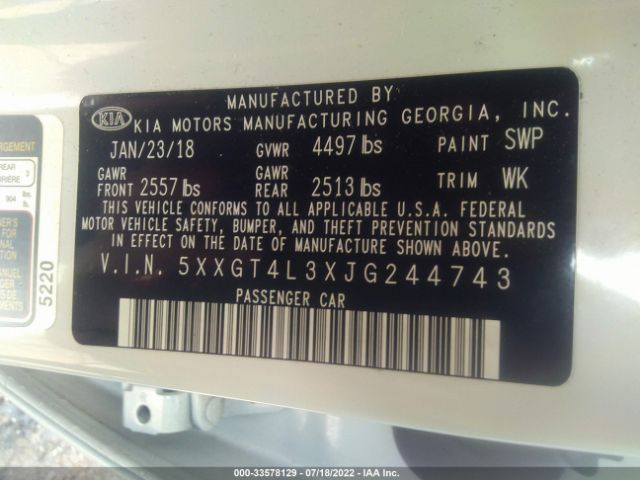 MANUFACTURED BY
KIA KIA MOTORS MANUFACTURING GEORGIA, INC.
JAN/23/18 GVWR 4497 lbs PAINT SWP
GAWR FRONT 2557 lbs GAWR REAR 2513 lbs TRIM WK
THIS VEHICLE CONFORMS TO ALL APPLICABLE U.S.A. FEDERAL
MOTOR VEHICLE SAFETY, BUMPER, AND THEFT PREVENTION STANDARDS
IN EFFECT ON THE DATE OF MANUFACTURE SHOWN ABOVE.
V.I.N. 5XXGT4L3XJG244743
PASSENGER CAR
5220
REAR
3
904
000-33578129 - 07/18/2022 - IAA Inc.